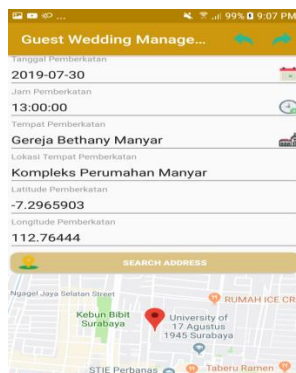 99% 9:07 PM
Guest Wedding Manage...
Tanggal Pemberkatan
2019-07-30
Jam Pemberkatan
13:00:00
Tempat Pemberkatan
Gereja Bethany Manyar
Lokasi Tempat Pemberkatan
Kompleks Perumahan Manyar
Latitude Pemberkatan
-7.2965903
Longitude Pemberkatan
112.76444
SEARCH ADDRESS
Ngagel Jaya Selatan Street
RUMAH ICE CR
Kebun Bibit
Surabaya
University of
17 Agustus
1945 Surabaya
STIE Perbanas
Taberu Ramen